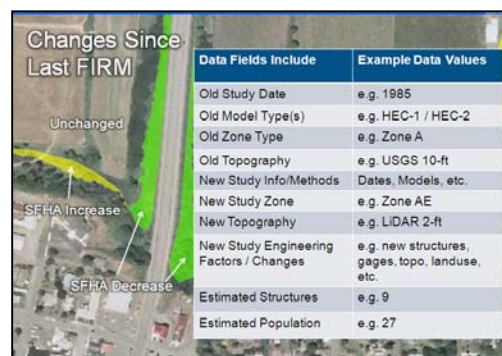 Changes Since
Last FIRM
Unchanged
SFHA Increase
SFHA Decrease
Data Fields Include Example Data Values
Old Study Date e.g. 1985
Old Model Type(s) e.g. HEC-1 / HEC-2
Old Zone Type e.g. Zone A
Old Topography e.g. USGS 10-ft
New Study Info/Methods Dates, Models, etc.
New Study Zone e.g. Zone AE
New Topography e.g. LiDAR 2-ft
New Study Engineering e.g. new structures,
Factors / Changes gages, topo, landuse,
etc.
Estimated Structures e.g. 9
Estimated Population e.g. 27